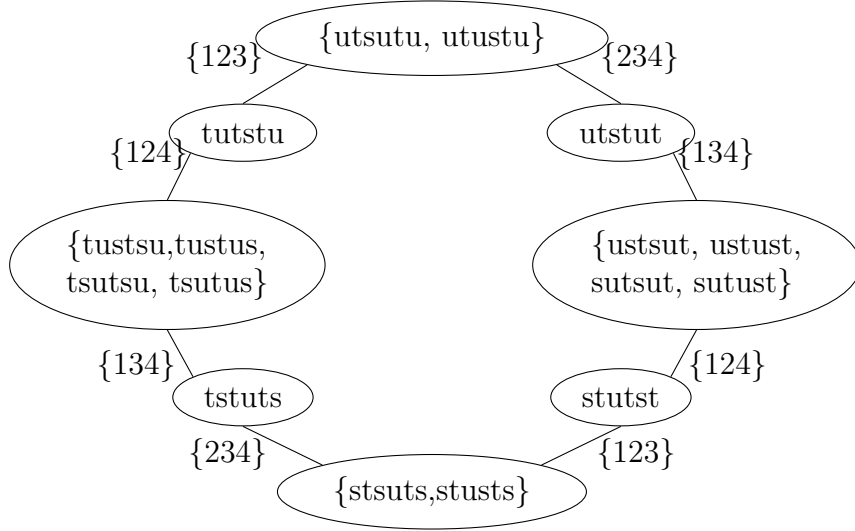 {utsutu, utustu}
{123}
{234}
tutstu
utstut
{124}
{134}
{tustsu,tustus,
tsutsu, tsutus}
{ustsut, ustust,
sutsut, sutust}
{134}
{124}
tstuts
stutst
{234}
{123}
{stsuts,stusts}